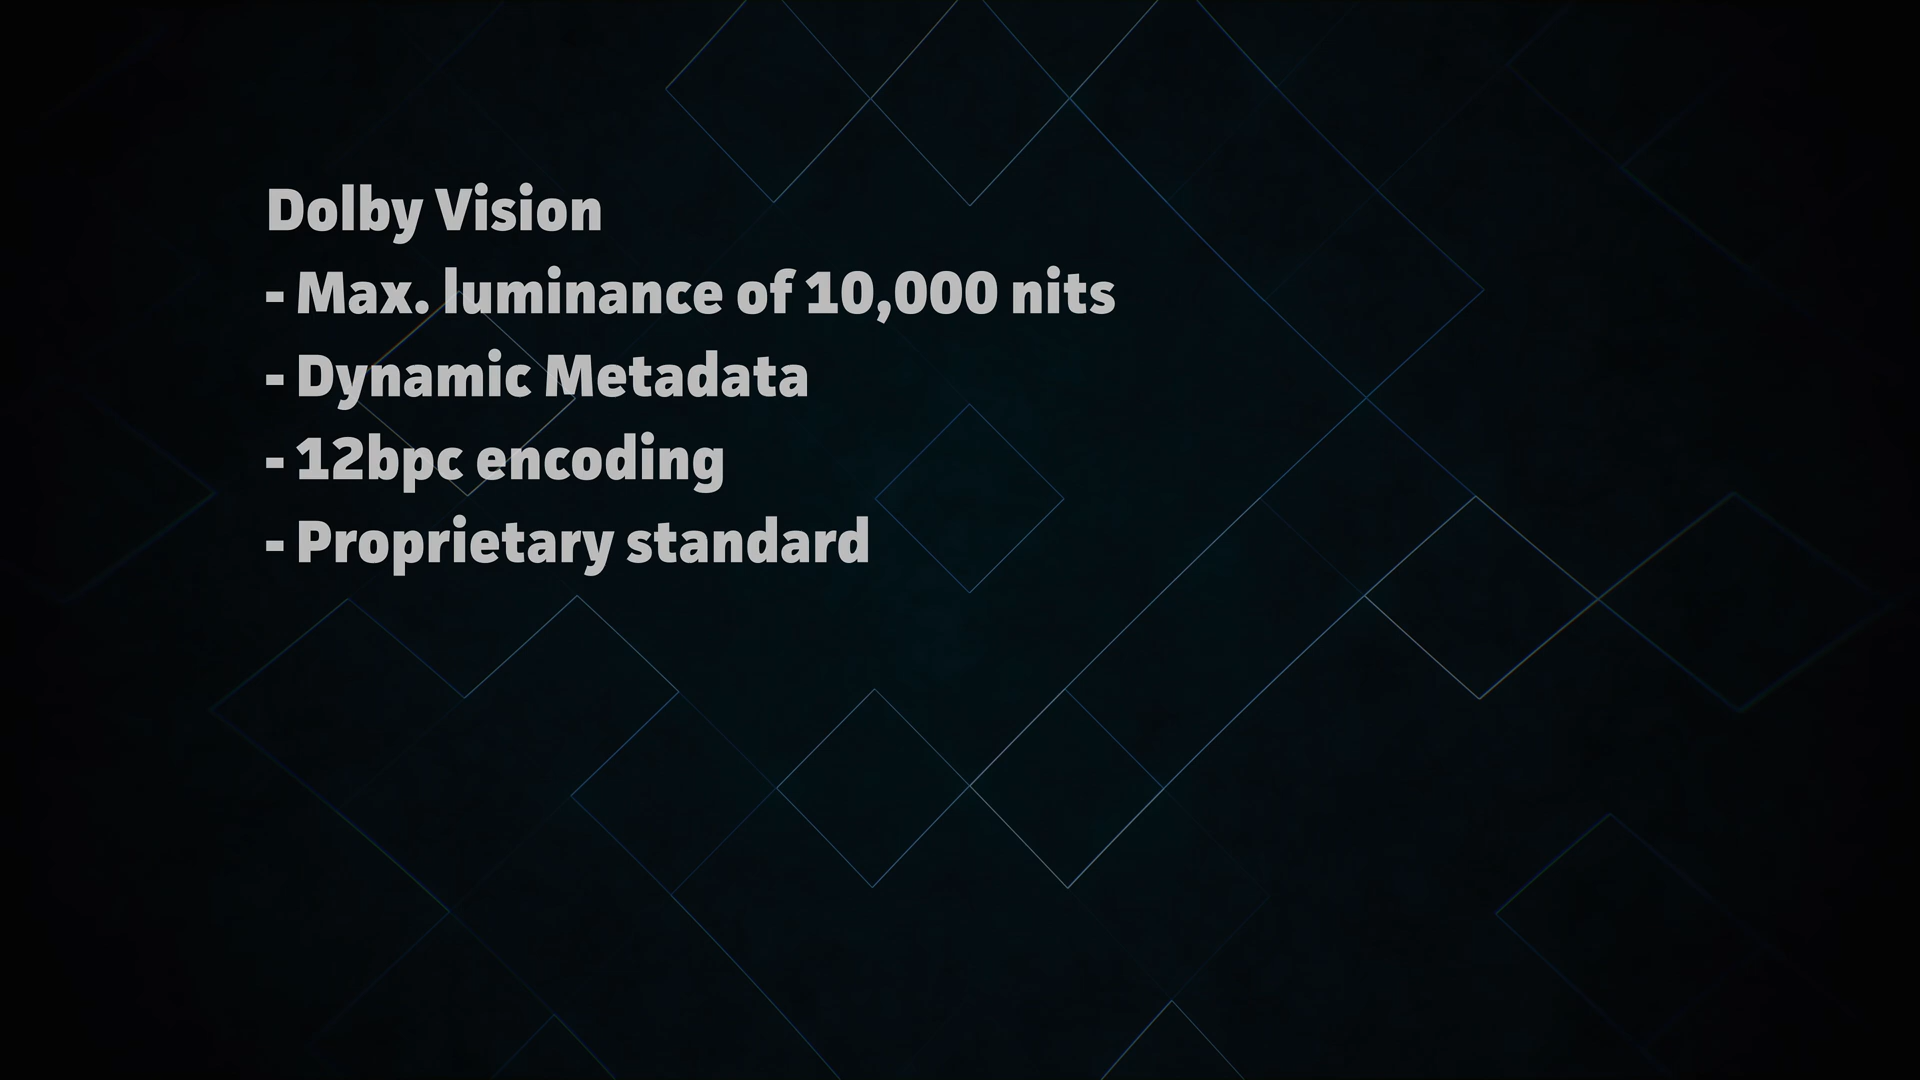 Dolby Vision
- Max. luminance of 10,000 nits
- Dynamic Metadata
- 12bpc encoding
- Proprietary standard